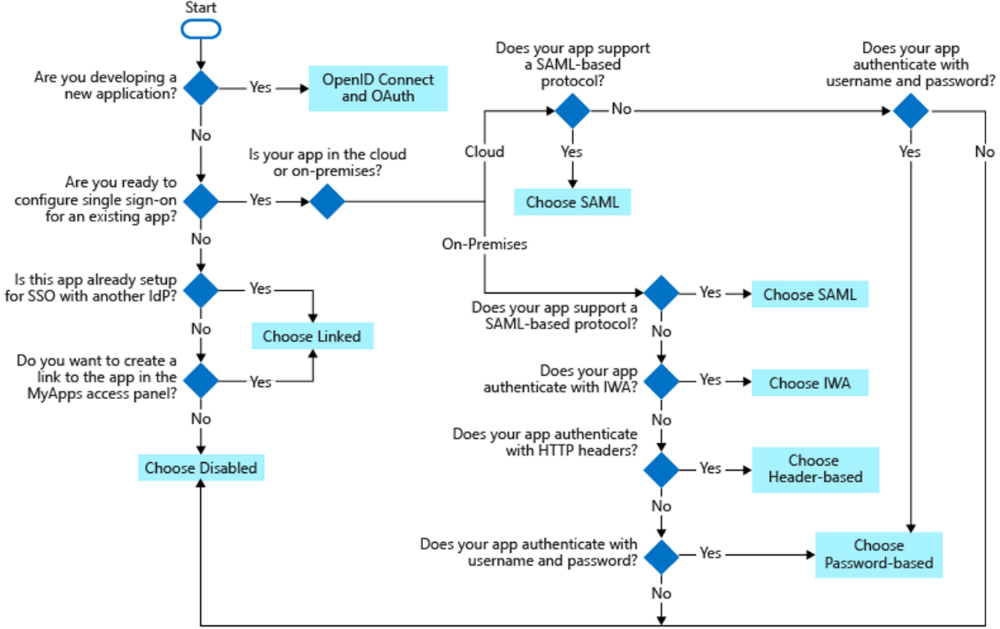 Start
Are you developing a
new application?
Yes
OpenID Connect
and OAuth
No
Are you ready to
configure single sign-on
for an existing app?
Yes
Is your app in the cloud
or on-premises?
Cloud
On-Premises
Does your app support
a SAML-based
protocol?
No
Yes
Choose SAML
Does your app
authenticate with
username and password?
Yes
No
No
Is this app already setup
for SSO with another IdP?
Yes
Choose Linked
No
Do you want to create a
link to the app in the
MyApps access panel?
Yes
No
Choose Disabled
Does your app support a
SAML-based protocol?
Yes
Choose SAML
No
Does your app
authenticate with IWA?
Yes
Choose IWA
No
Does your app authenticate
with HTTP headers?
Yes
Choose
Header-based
No
Does your app authenticate with
username and password?
Yes
Choose
Password-based
No